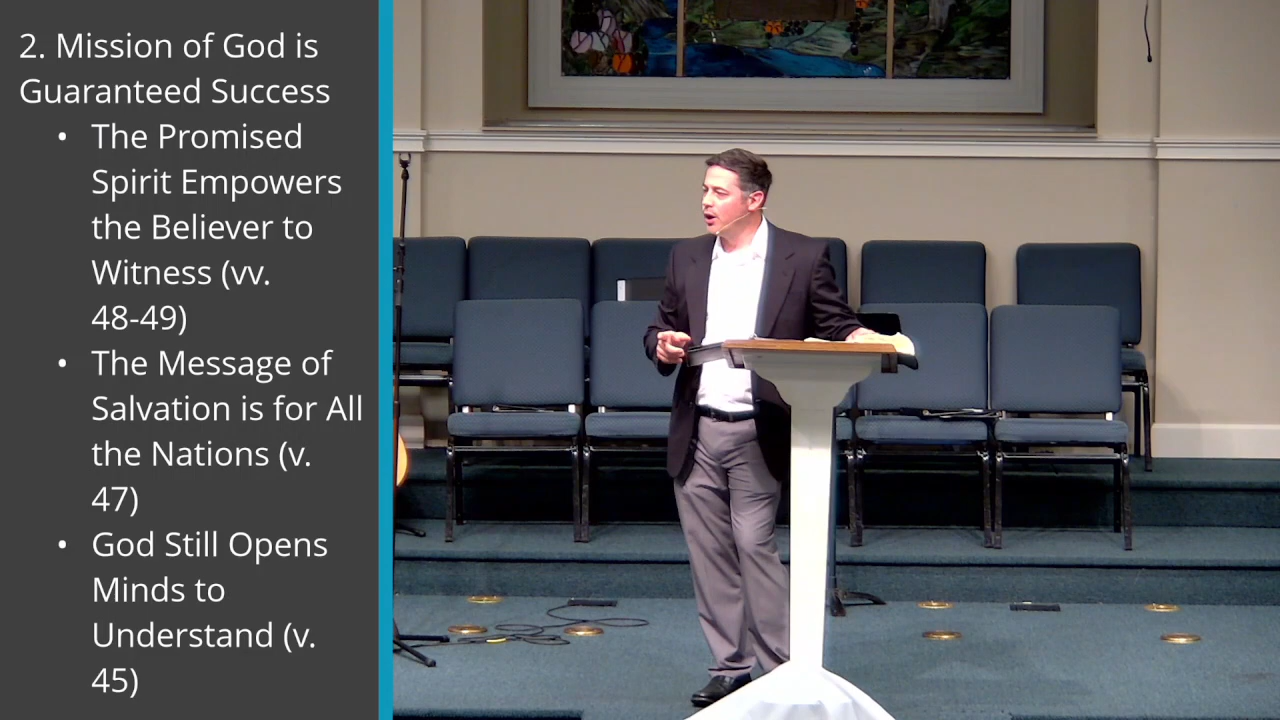 2. Mission of God is
Guaranteed Success
• The Promised
Spirit Empowers
the Believer to
Witness (vv.
48-49)
• The Message of
Salvation is for All
the Nations (v.
47)
• God Still Opens
Minds to
Understand (v.
45)